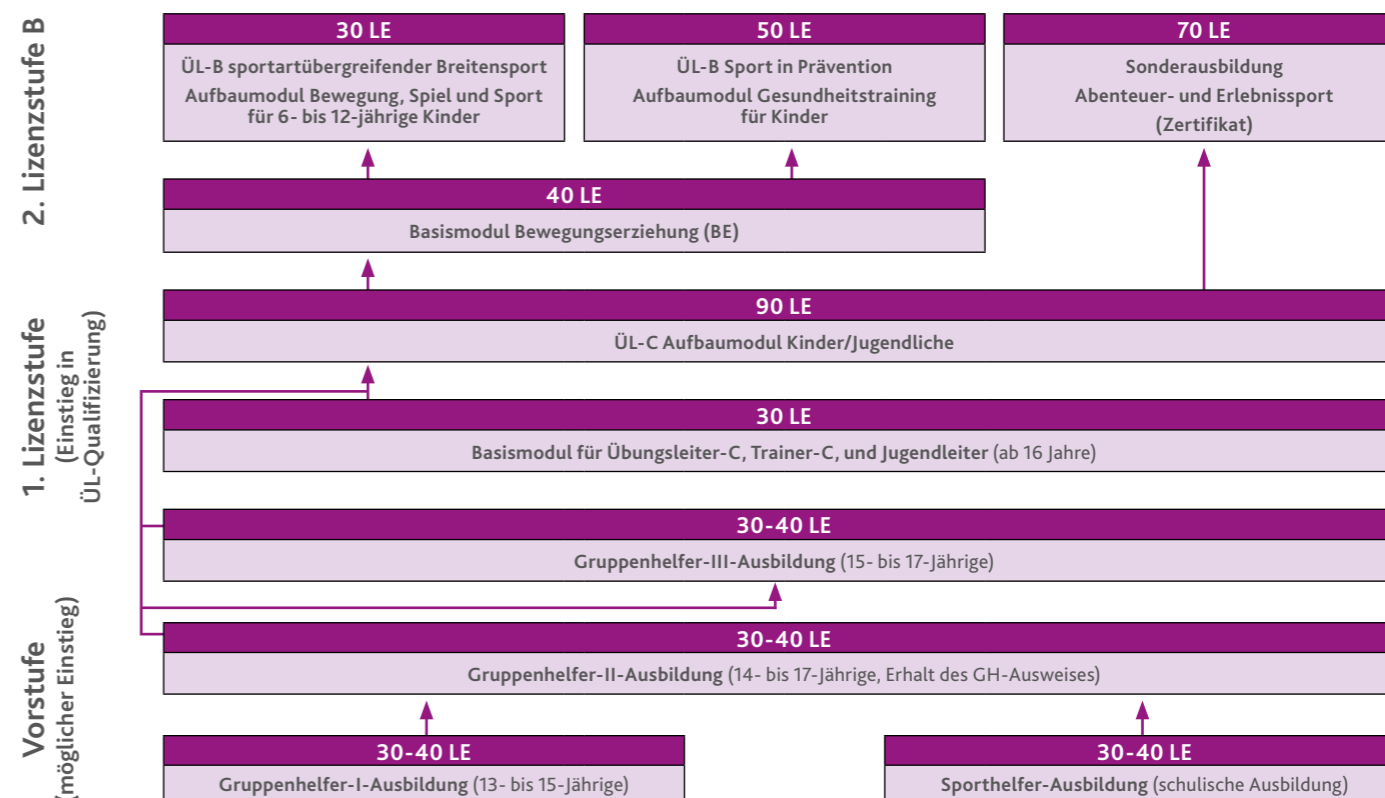 2. Lizenzstufe B
30 LE
ÜL-B sportartübergreifender Breitensport
Aufbaumodul Bewegung, Spiel und Sport
für 6- bis 12-jährige Kinder
50 LE
ÜL-B Sport in Prävention
Aufbaumodul Gesundheitstraining
für Kinder
70 LE
Sonderausbildung
Abenteuer- und Erlebnissport
(Zertifikat)
40 LE
Basismodul Bewegungserziehung (BE)
1. Lizenzstufe
(Einstieg in
ÜL-Qualifizierung)
90 LE
ÜL-C Aufbaumodul Kinder/Jugendliche
30 LE
Basismodul für Übungsleiter-C, Trainer-C, und Jugendleiter (ab 16 Jahre)
30-40 LE
Gruppenhelfer-III-Ausbildung (15- bis 17-Jährige)
Vorstufe
(möglicher Einstieg)
30-40 LE
Gruppenhelfer-II-Ausbildung (14- bis 17-Jährige, Erhalt des GH-Ausweises)
30-40 LE
Gruppenhelfer-I-Ausbildung (13- bis 15-Jährige)
30-40 LE
Sporthelfer-Ausbildung (schulische Ausbildung)